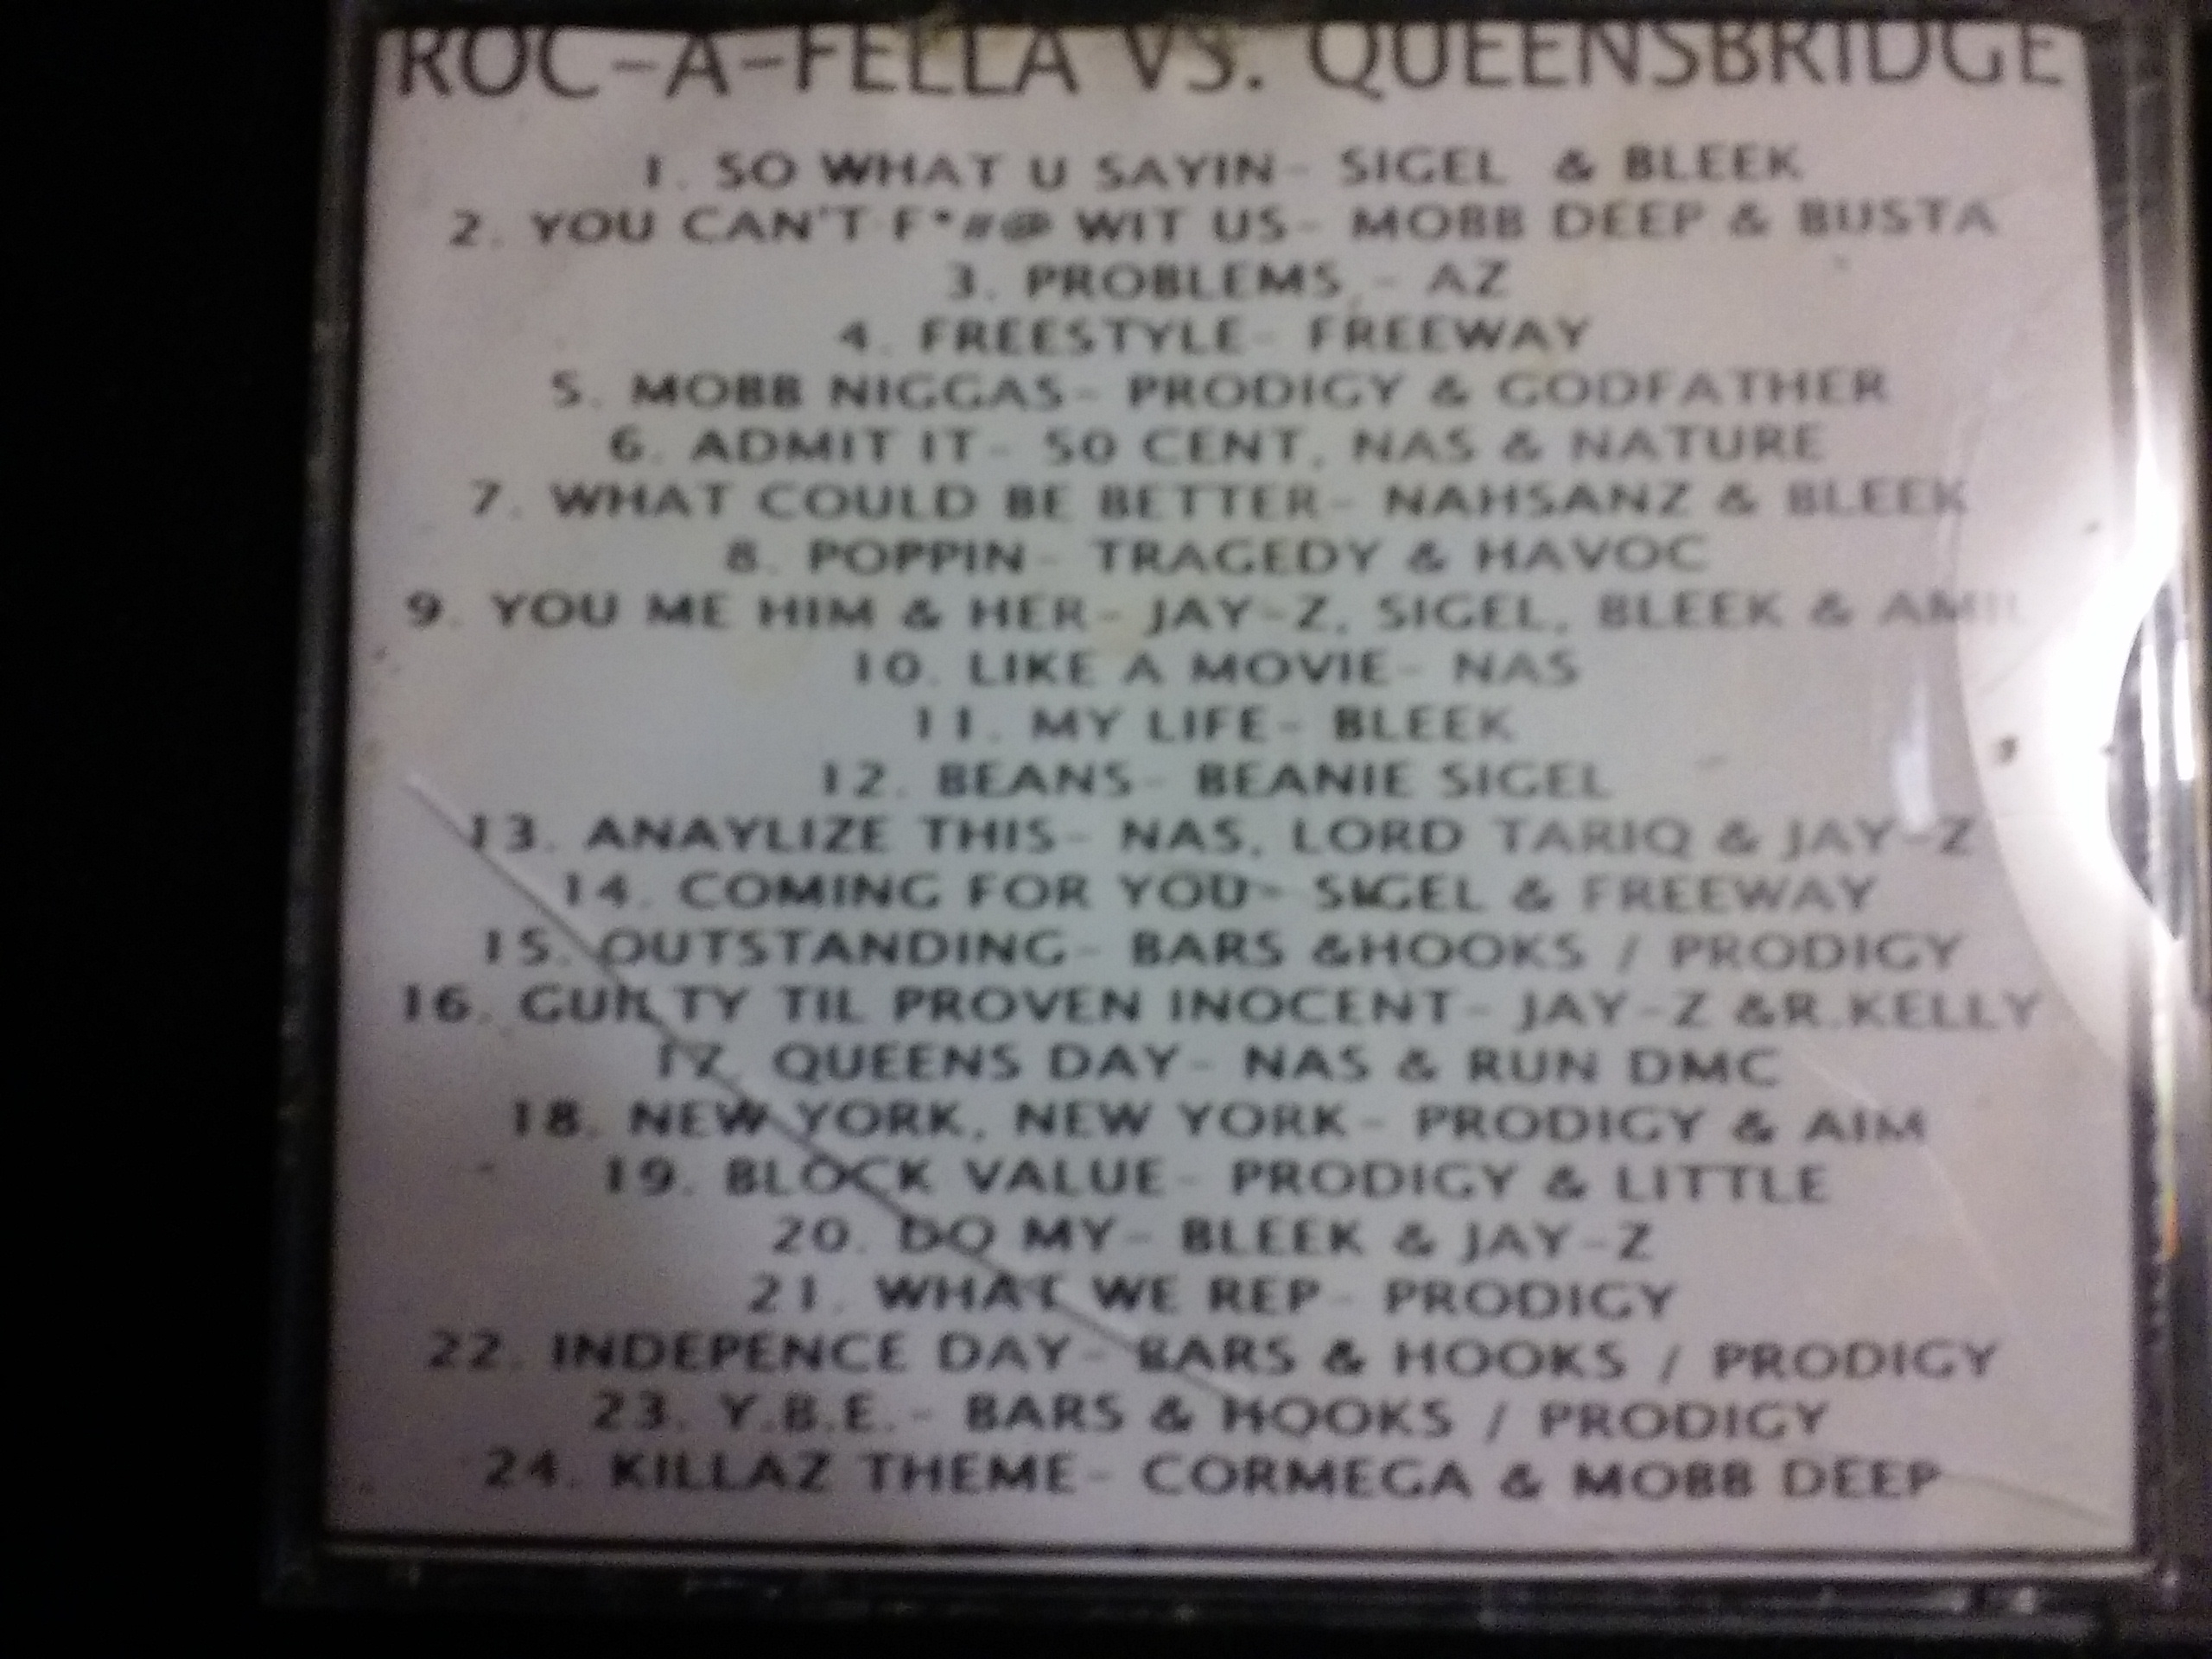 ROC-A-FELLA VS. QUEENSBRIDGE
1. SO WHAT U SAYIN- SIGEL & BLEEK
2. YOU CAN'T F*#@ WIT US- MOBB DEEP & BUSTA
3. PROBLEMS - AZ
4. FREESTYLE- FREEWAY
5. MOBB NIGGAS- PRODIGY & GODFATHER
6. ADMIT IT- 50 CENT, NAS & NATURE
7. WHAT COULD BE BETTER- NAHSANZ & BLEEK
8. POPPIN- TRAGEDY & HAVOC
9. YOU ME HIM & HER- JAY-Z, SIGEL, BLEEK & AMIL
10. LIKE A MOVIE- NAS
11. MY LIFE- BLEEK
12. BEANS- BEANIE SIGEL
13. ANAYLIZE THIS- NAS, LORD TARIQ & JAY-Z
14. COMING FOR YOU- SIGEL & FREEWAY
15. OUTSTANDING- BARS &HOOKS / PRODIGY
16. GUILTY TIL PROVEN INOCENT- JAY-Z &R.KELLY
17. QUEENS DAY- NAS & RUN DMC
18. NEW YORK, NEW YORK- PRODIGY & AIM
19. BLOCK VALUE- PRODIGY & LITTLE
20. DO MY- BLEEK & JAY-Z
21. WHAT WE REP- PRODIGY
22. INDEPENCE DAY- BARS & HOOKS / PRODIGY
23. Y.B.E.- BARS & HOOKS / PRODIGY
24. KILLAZ THEME- CORMEGA & MOBB DEEP